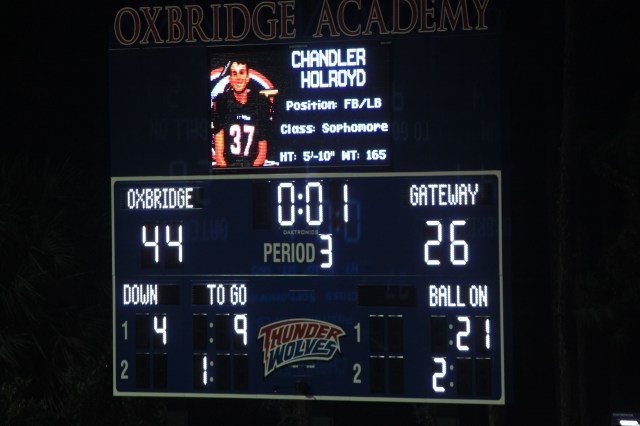 OXBRIDGE ACADEMY
CHANDLER
HOLROYD
Position: FB/LB
Class: Sophomore
HT: 5'-10" WT: 165
37
OXBRIDGE 0:01 GATEWAY
DAKTRONICS
44 PERIOD 3 26
DOWN TO GO BALL ON
1 4 : 9 1 : 21
THUNDER
WOLVES
2 1: 2 2: